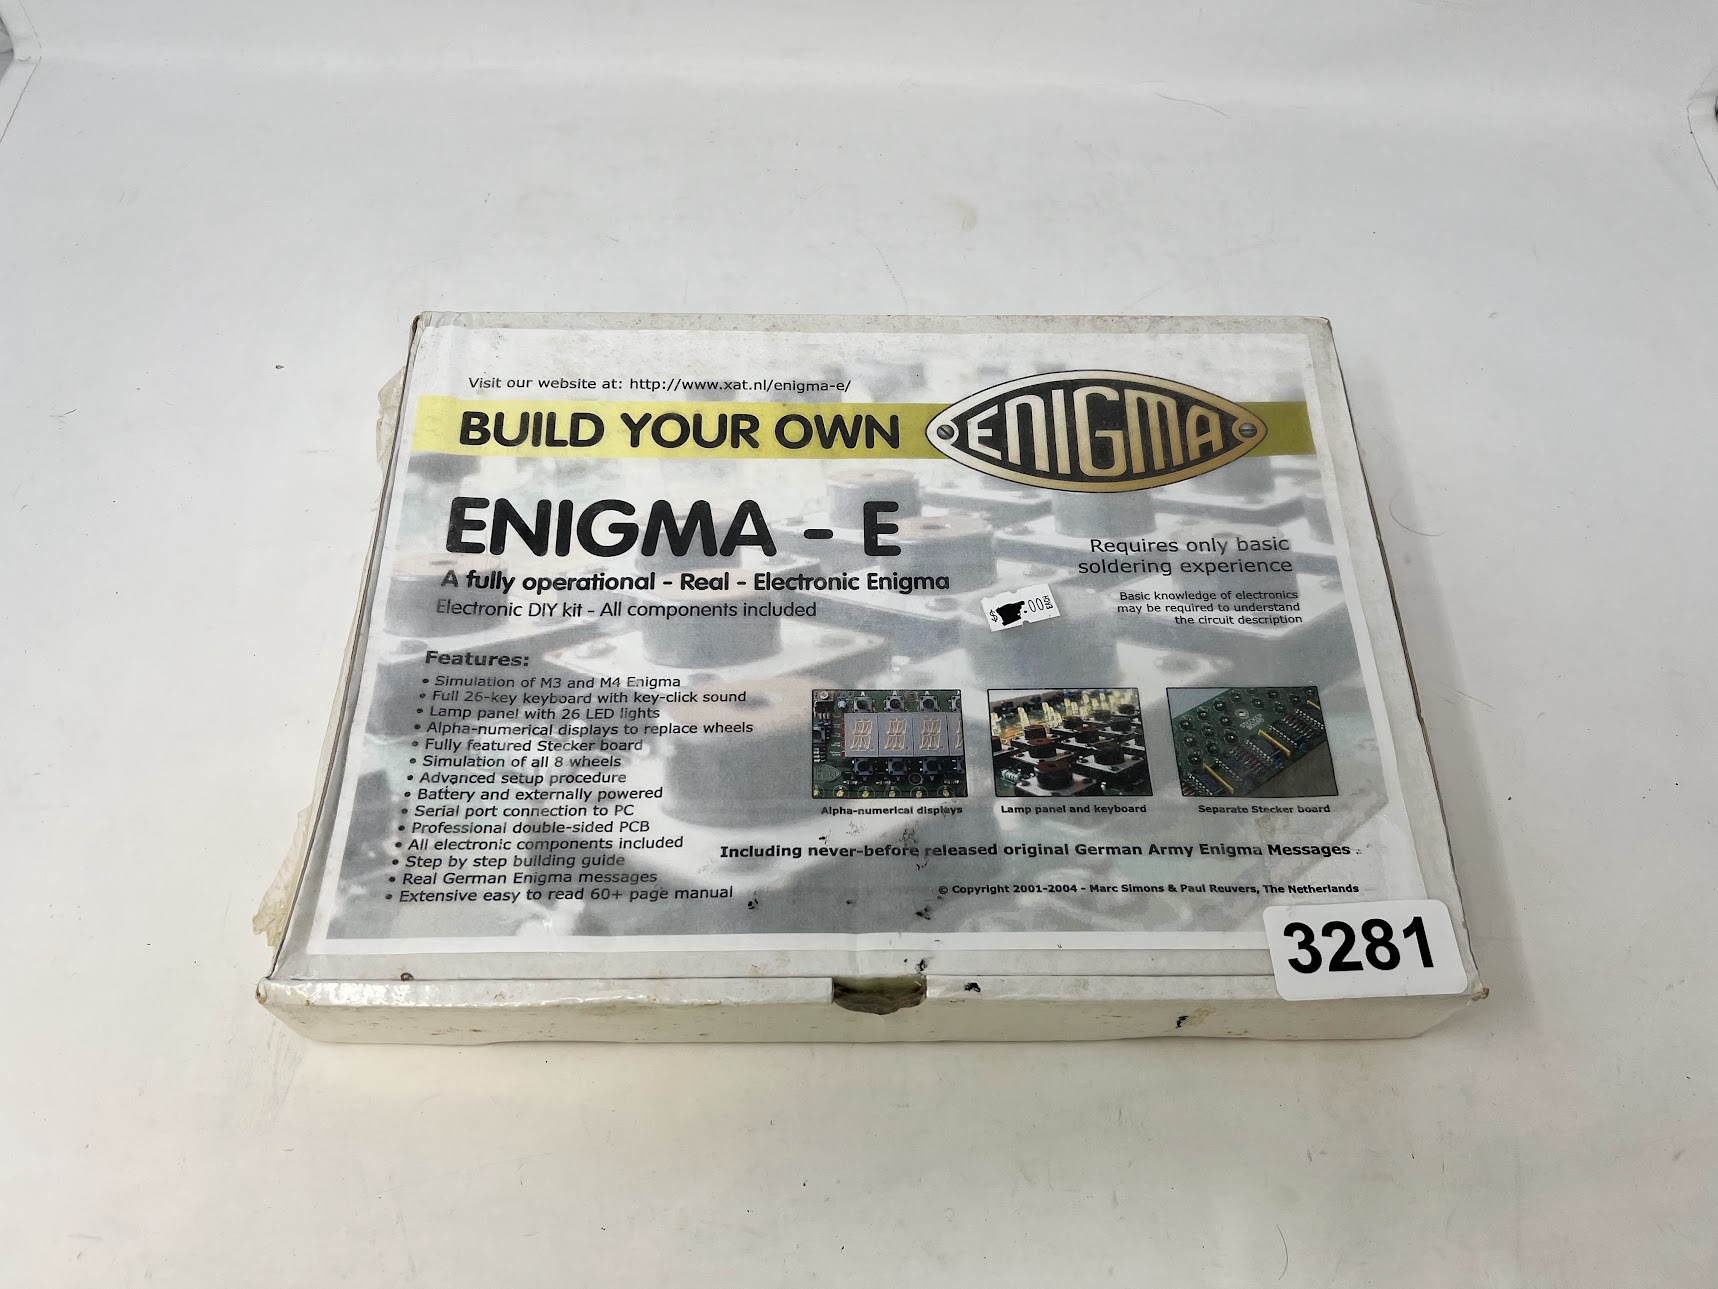 Visit our website at: http://www.xat.nl/enigma-e/
BUILD YOUR OWN
ENIGMA
ENIGMA - E
A fully operational - Real - Electronic Enigma
Electronic DIY kit - All components included
Requires only basic
soldering experience
Basic knowledge of electronics
may be required to understand
the circuit description
$ .00
Features:
• Simulation of M3 and M4 Enigma
• Full 26-key keyboard with key-click sound
• Lamp panel with 26 LED lights
• Alpha-numerical displays to replace wheels
• Fully featured Stecker board
• Simulation of all 8 wheels
• Advanced setup procedure
• Battery and externally powered
• Serial port connection to PC
• Professional double-sided PCB
• All electronic components included
• Step by step building guide
• Real German Enigma messages
• Extensive easy to read 60+ page manual
Alpha-numerical displays
Lamp panel and keyboard
Separate Stecker board
Including never-before released original German Army Enigma Messages
© Copyright 2001-2004 - Marc Simons & Paul Reuvers, The Netherlands
3281